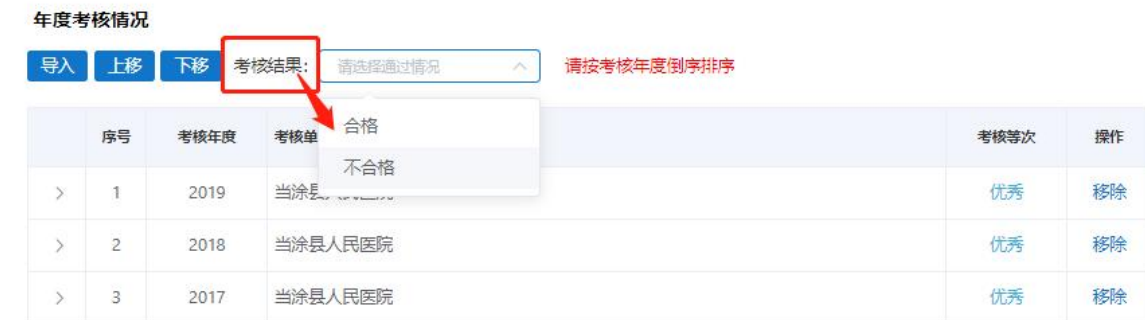 年度考核情况
导入 上移 下移 考核结果: 请选择通过情况 请按考核年度倒序排序
合格
不合格
序号 考核年度 考核单 考核等次 操作
1 2019 当涂县人民医院 优秀 移除
2 2018 当涂县人民医院 优秀 移除
3 2017 当涂县人民医院 优秀 移除